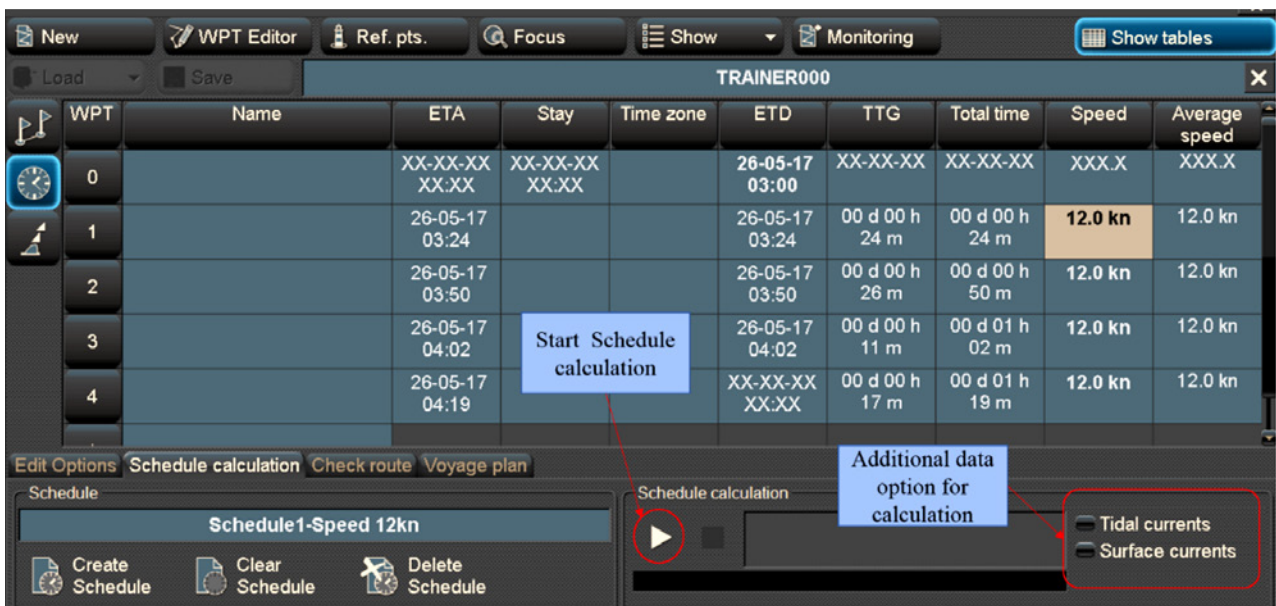 New WPT Editor Ref. pts. Focus Show Monitoring Show tables
Load Save TRAINER000
WPT Name ETA Stay Time zone ETD TTG Total time Speed Average speed
0 XX-XX-XX XX:XX XX-XX-XX XX:XX 26-05-17 03:00 XX-XX-XX XX-XX-XX XXX.X XXX.X
1 26-05-17 03:24 26-05-17 03:24 00 d 00 h 24 m 00 d 00 h 24 m 12.0 kn 12.0 kn
2 26-05-17 03:50 26-05-17 03:50 00 d 00 h 26 m 00 d 00 h 50 m 12.0 kn 12.0 kn
3 26-05-17 04:02 26-05-17 04:02 00 d 00 h 11 m 00 d 01 h 02 m 12.0 kn 12.0 kn
4 26-05-17 04:19 XX-XX-XX XX:XX 00 d 00 h 17 m 00 d 01 h 19 m 12.0 kn 12.0 kn
Start Schedule
calculation
Additional data
option for
calculation
Edit Options Schedule calculation Check route Voyage plan
Schedule
Schedule1-Speed 12kn
Create Schedule
Clear Schedule
Delete Schedule
Schedule calculation
Tidal currents
Surface currents